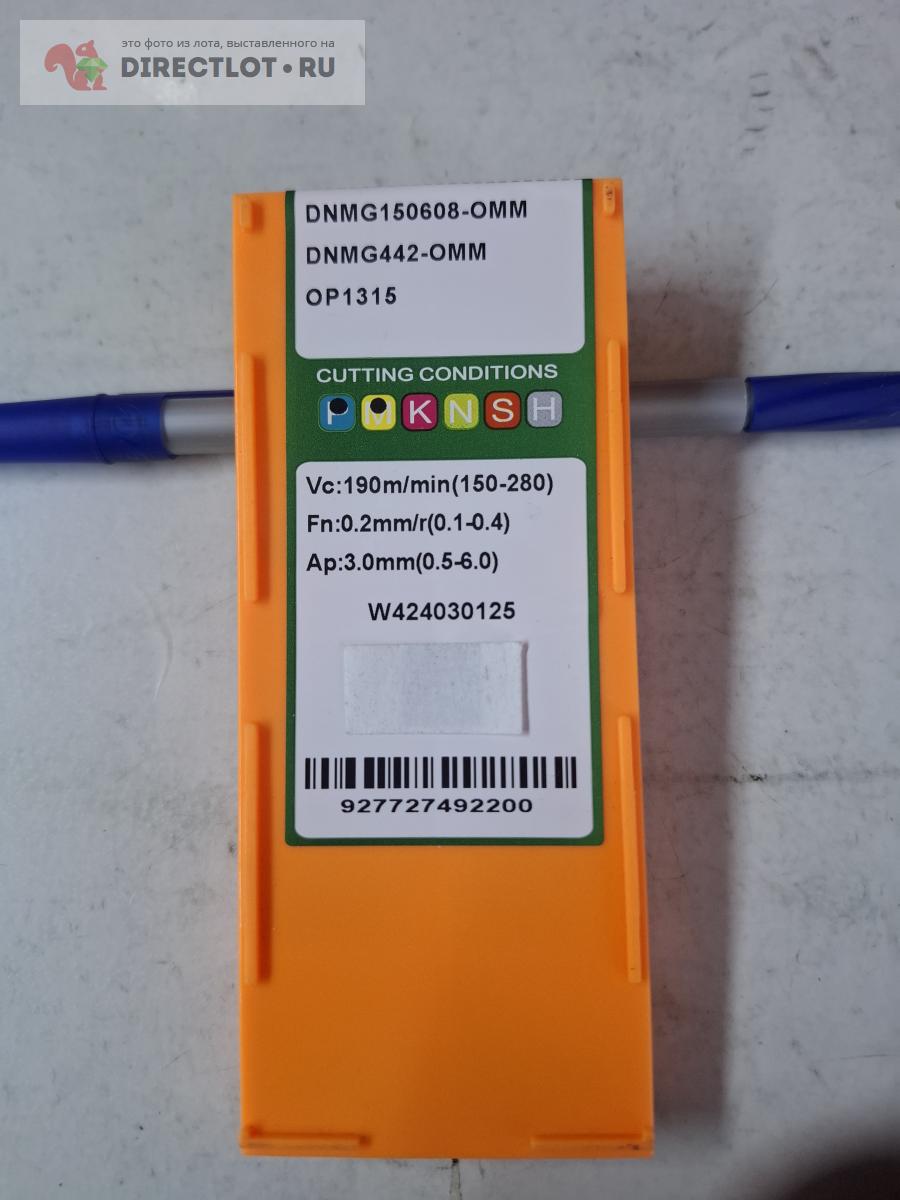 это фото из лота, выставленного на
DIRECTLOT•RU
DNMG150608-OMM
DNMG442-OMM
OP1315
CUTTING CONDITIONS
P M K N S H
Vc:190m/min(150-280)
Fn:0.2mm/r(0.1-0.4)
Ap:3.0mm(0.5-6.0)
W424030125
927727492200